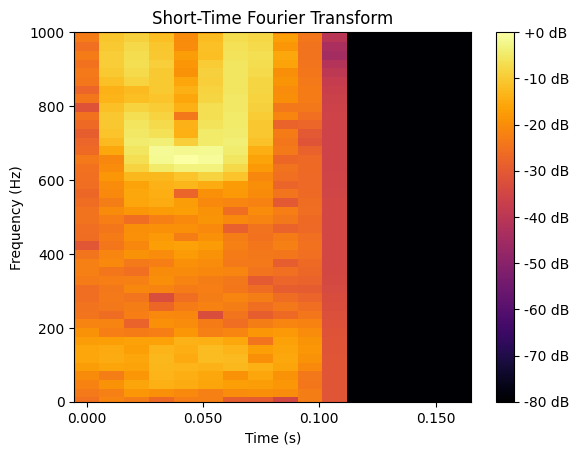 Short-Time Fourier Transform
1000
800
600
400
200
0
Frequency (Hz)
0.000
0.050
0.100
0.150
Time (s)
+0 dB
-10 dB
-20 dB
-30 dB
-40 dB
-50 dB
-60 dB
-70 dB
-80 dB